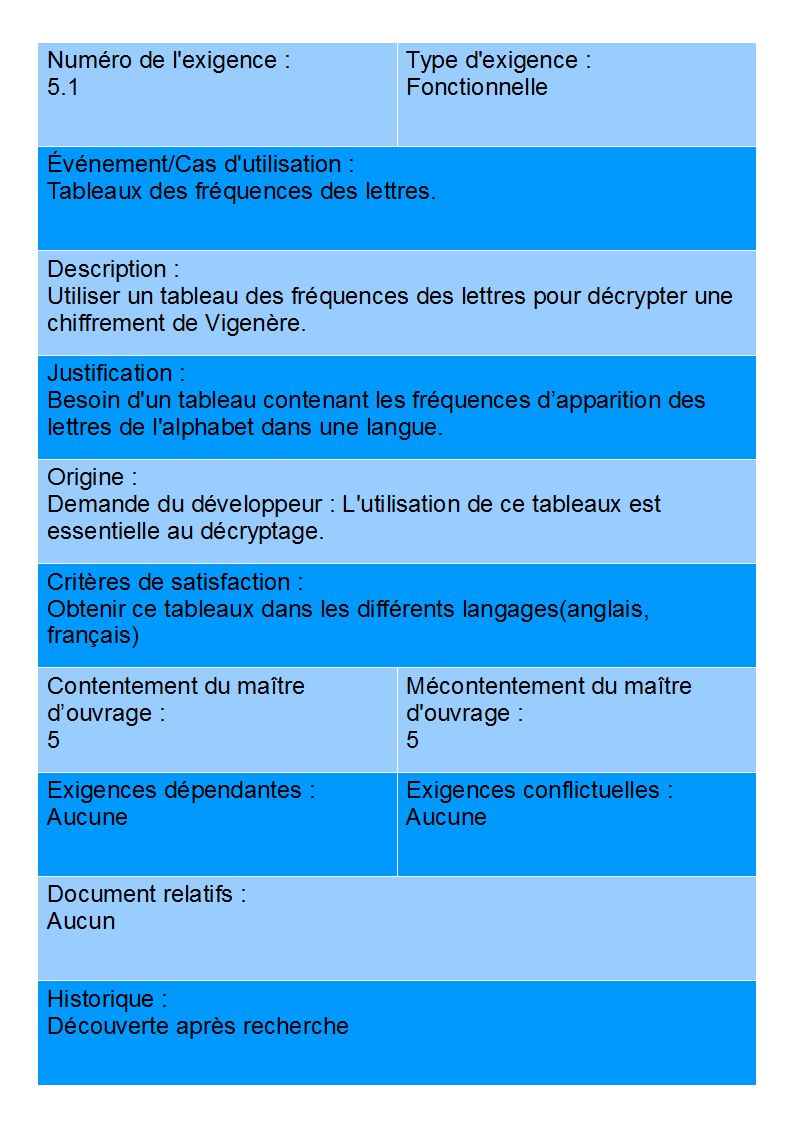 Numéro de l'exigence :
5.1
Type d'exigence :
Fonctionnelle
Événement/Cas d'utilisation :
Tableaux des fréquences des lettres.
Description :
Utiliser un tableau des fréquences des lettres pour décrypter une
chiffrement de Vigenère.
Justification :
Besoin d'un tableau contenant les fréquences d’apparition des
lettres de l'alphabet dans une langue.
Origine :
Demande du développeur : L'utilisation de ce tableaux est
essentielle au décryptage.
Critères de satisfaction :
Obtenir ce tableaux dans les différents langages(anglais,
français)
Contentement du maître
d’ouvrage :
5
Mécontentement du maître
d'ouvrage :
5
Exigences dépendantes :
Aucune
Exigences conflictuelles :
Aucune
Document relatifs :
Aucun
Historique :
Découverte après recherche